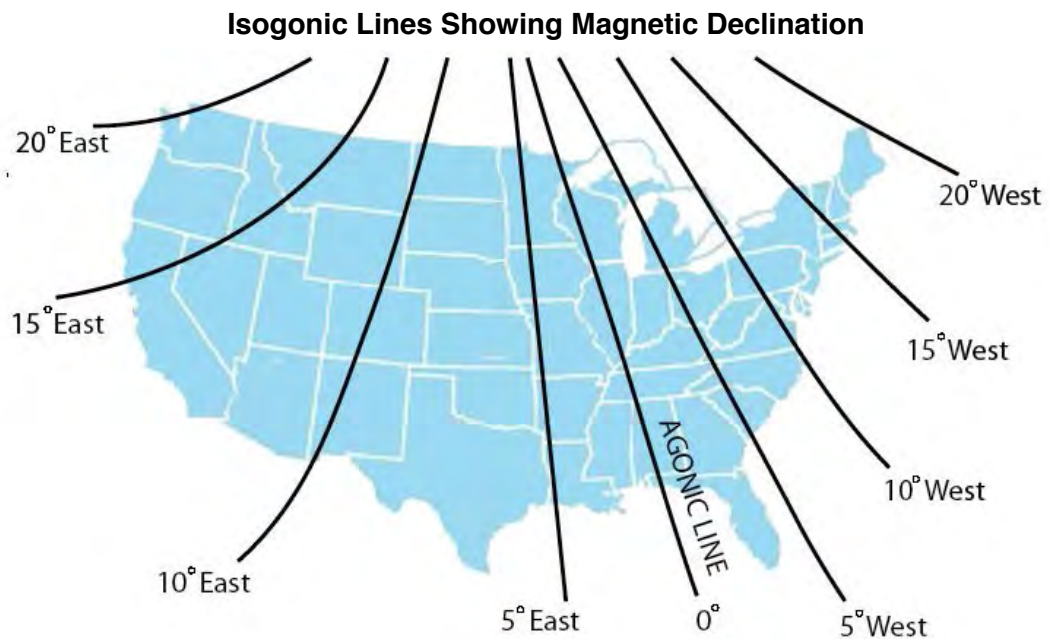 Isogonic Lines Showing Magnetic Declination
20° East
20° West
15° East
15° West
AGONIC LINE
10° West
10° East
5° East
0°
5° West